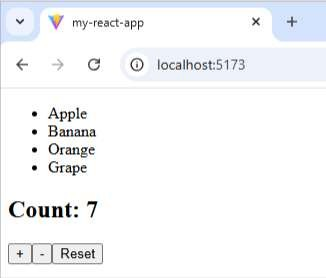 my-react-app
localhost:5173
Apple
Banana
Orange
Grape
Count: 7
+ - Reset